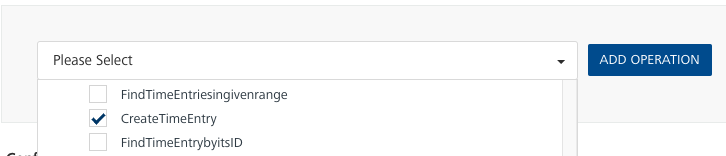 Please Select
ADD OPERATION
FindTimeEntriesingivenrange
CreateTimeEntry
FindTimeEntrybyitsID